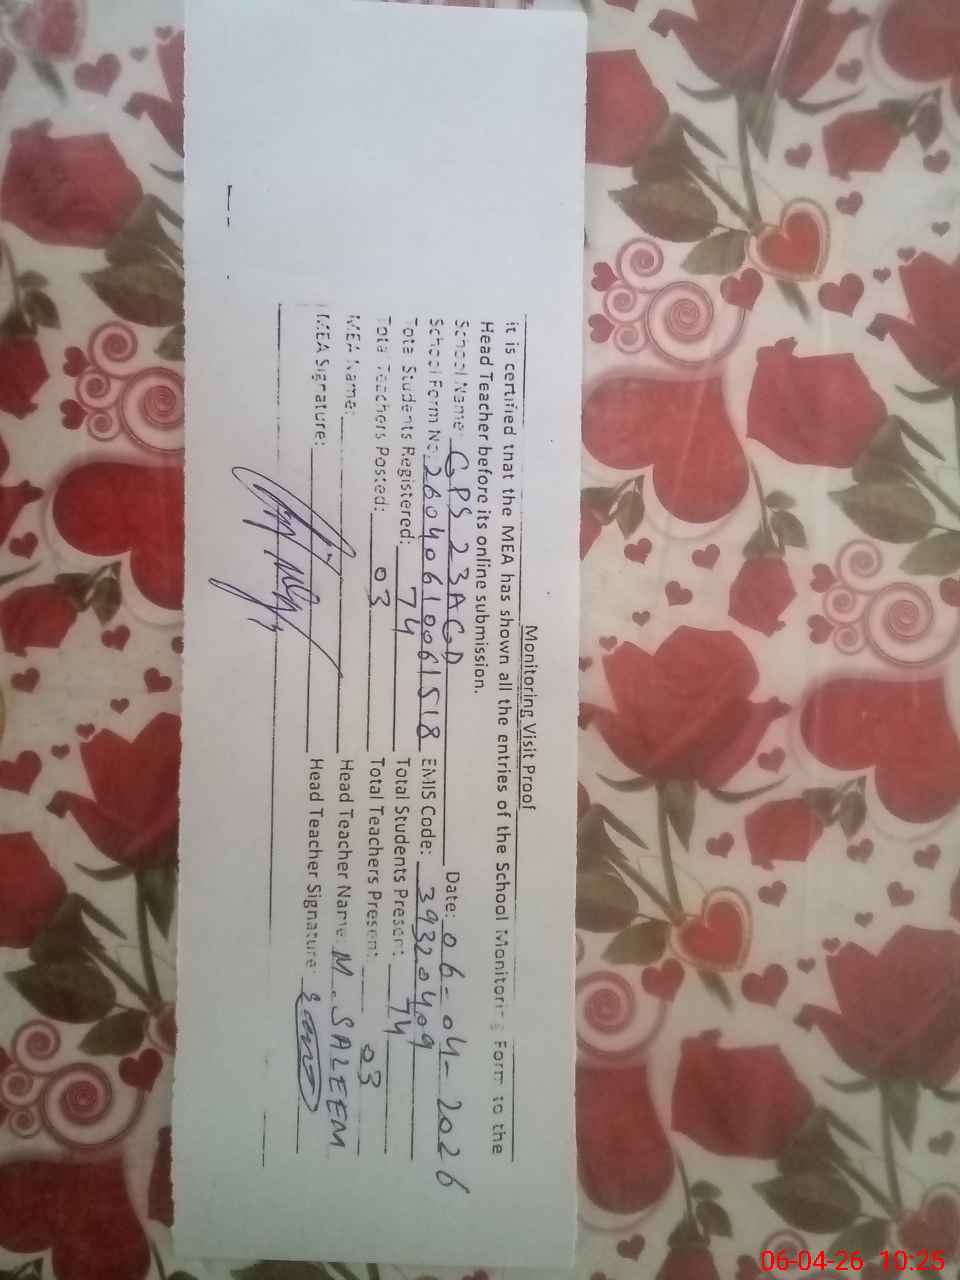 Monitoring Visit Proof
it is certified that the MEA has shown all the entries of the School Monitoring Form to the
Head Teacher before its online submission.
School Name: GPS 23AGD Date: 06-04-2026
School Form No. 26040610061518 EMIS Code: 39320409
Total Students Registered: 74 Total Students Present: 74
Total Teachers Posted: 03 Total Teachers Present: 03
MEA Name: Head Teacher Name: M. SALEEM
MEA Signature: Head Teacher Signature:
06-04-26 10:25